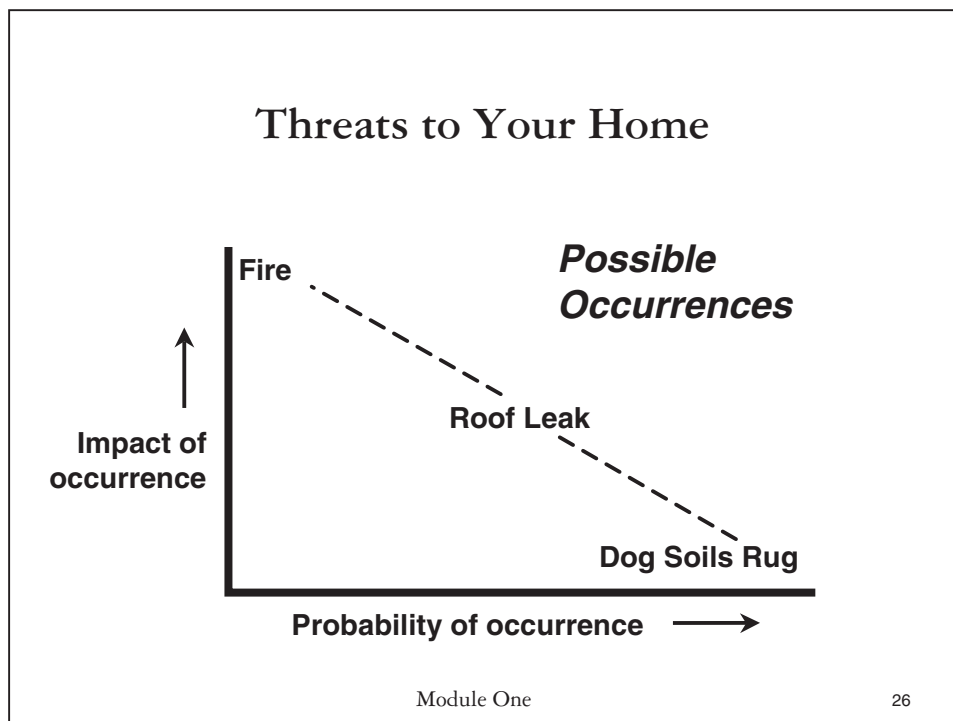 Threats to Your Home
Fire
Possible
Occurrences
Roof Leak
Impact of
occurrence
Dog Soils Rug
Probability of occurrence
Module One
26